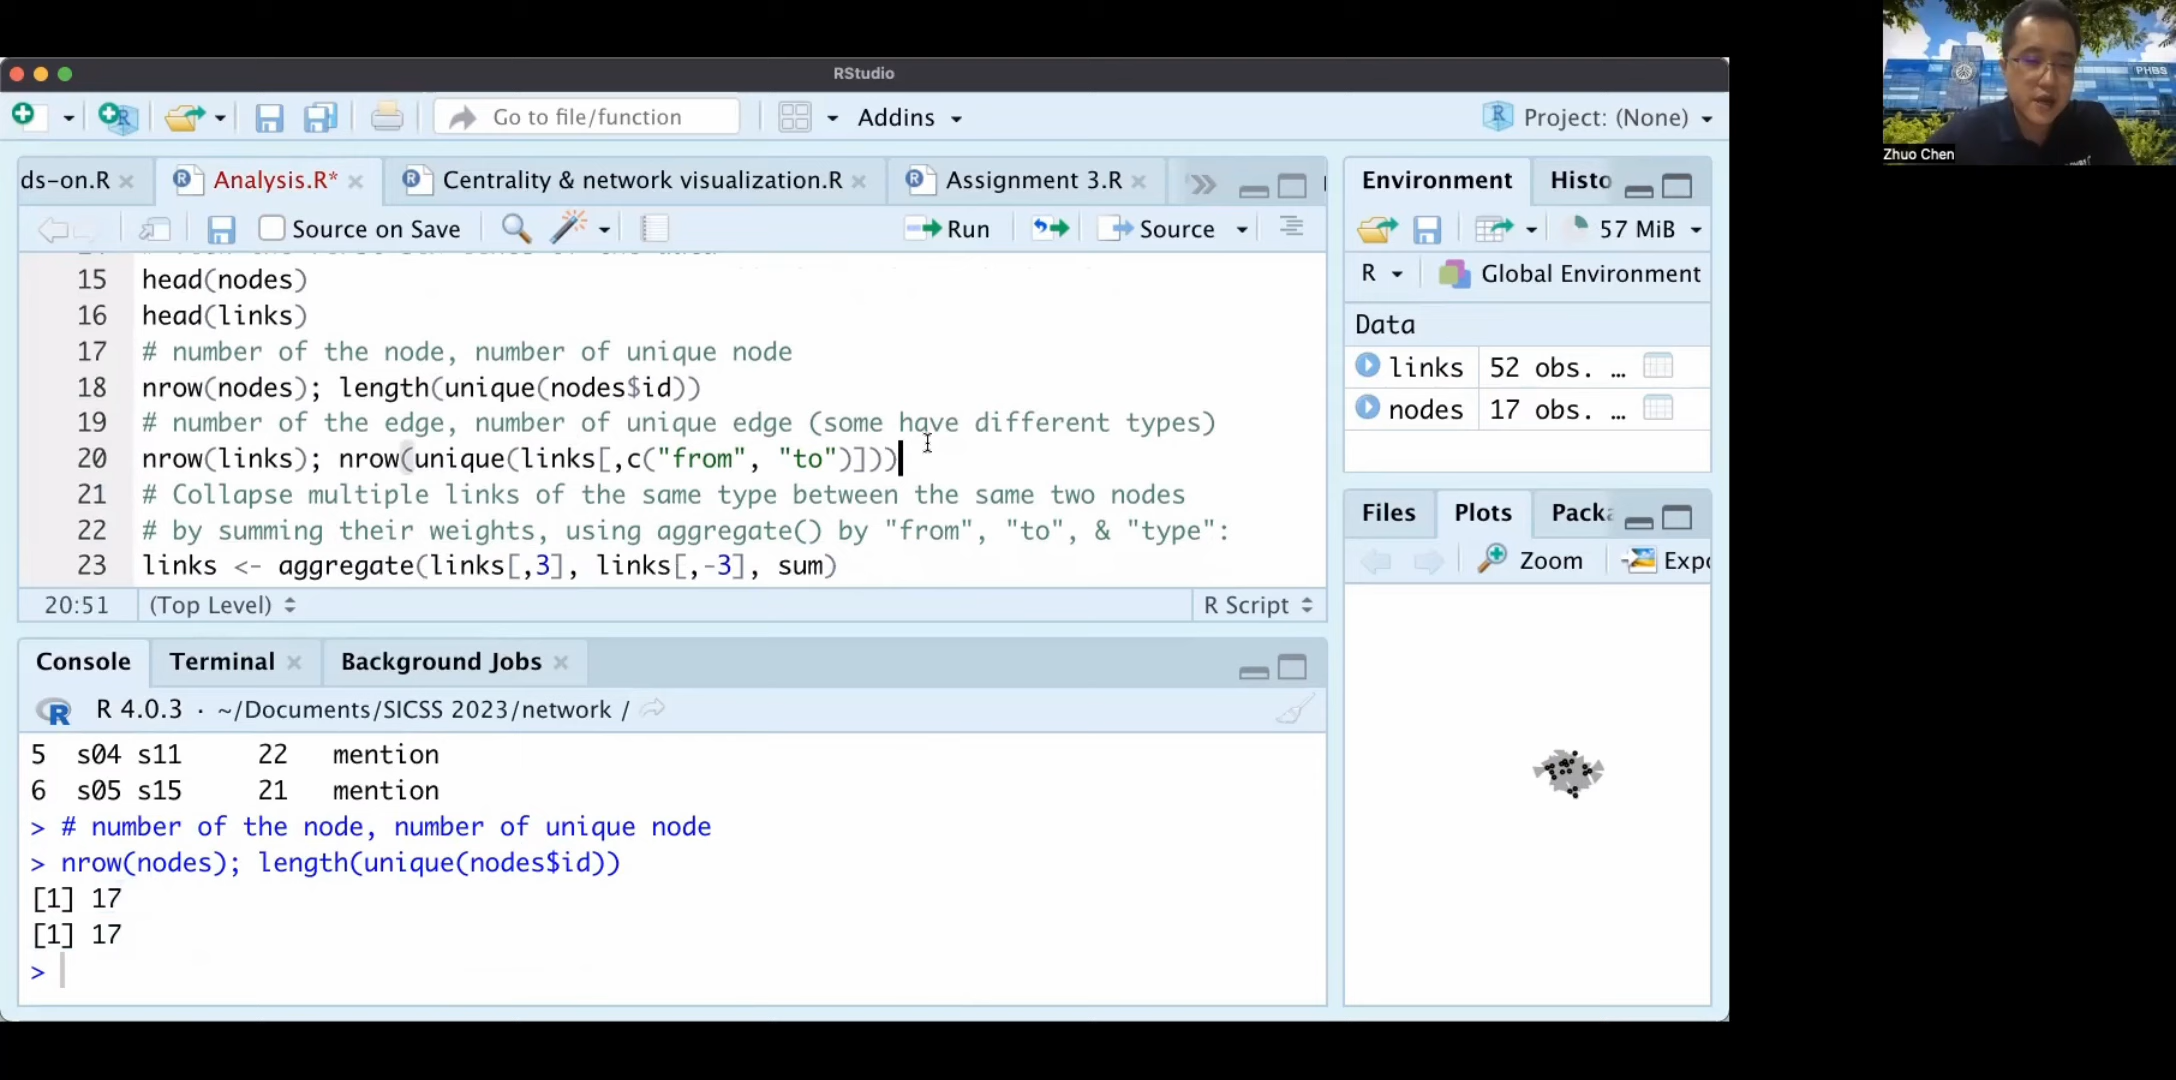 RStudio
PHBS
Zhuo Chen
Go to file/function
Addins
Project: (None)
ds-on.R
Analysis.R*
Centrality & network visualization.R
Assignment 3.R
Environment
Histo
Source on Save
Run
Source
57 MiB
R
Global Environment
15 head(nodes)
16 head(links)
17 # number of the node, number of unique node
18 nrow(nodes); length(unique(nodes$id))
19 # number of the edge, number of unique edge (some have different types)
20 nrow(links); nrow(unique(links[,c("from", "to")]))
21 # Collapse multiple links of the same type between the same two nodes
22 # by summing their weights, using aggregate() by "from", "to", & "type":
23 links <- aggregate(links[,3], links[,-3], sum)
20:51
(Top Level)
R Script
Data
links 52 obs. …
nodes 17 obs. …
Files
Plots
Packa
Zoom
Expo
Console
Terminal
Background Jobs
R 4.0.3 · ~/Documents/SICSS 2023/network /
5 s04 s11 22 mention
6 s05 s15 21 mention
> # number of the node, number of unique node
> nrow(nodes); length(unique(nodes$id))
[1] 17
[1] 17
>